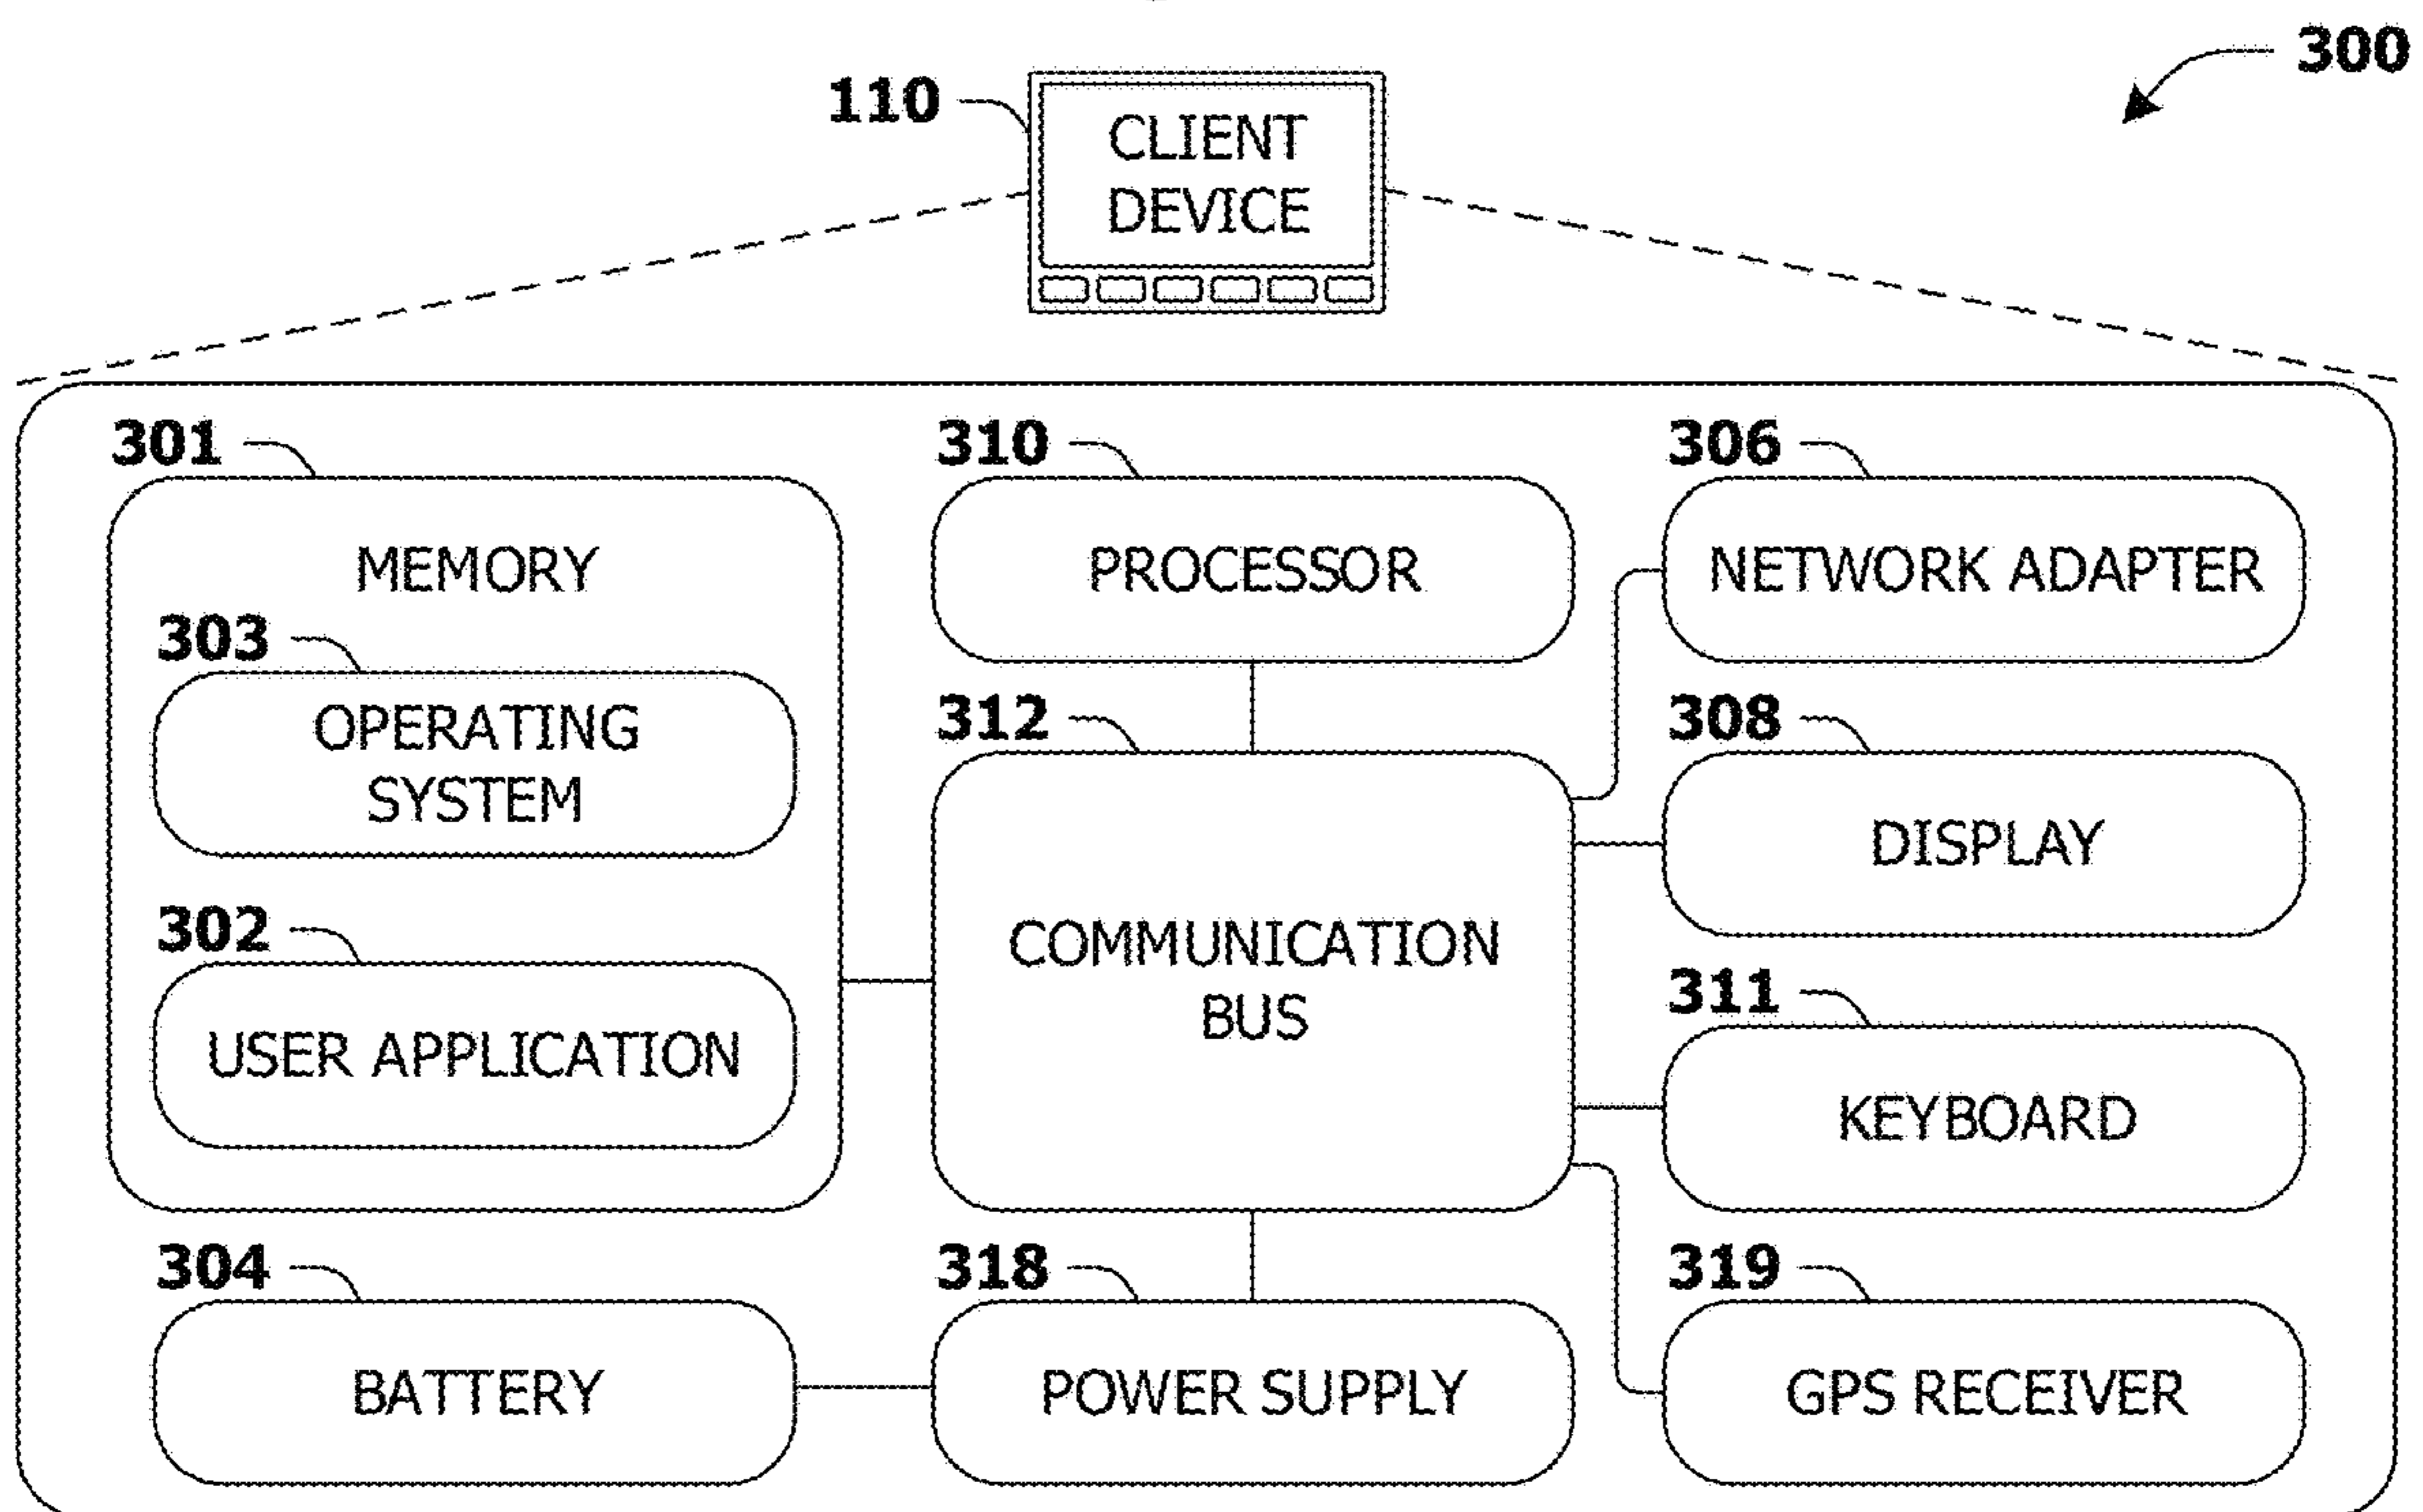 300
110
CLIENT
DEVICE
301
310
306
MEMORY
PROCESSOR
NETWORK ADAPTER
303
312
308
OPERATING
SYSTEM
DISPLAY
302
COMMUNICATION
BUS
311
USER APPLICATION
KEYBOARD
304
318
319
BATTERY
POWER SUPPLY
GPS RECEIVER